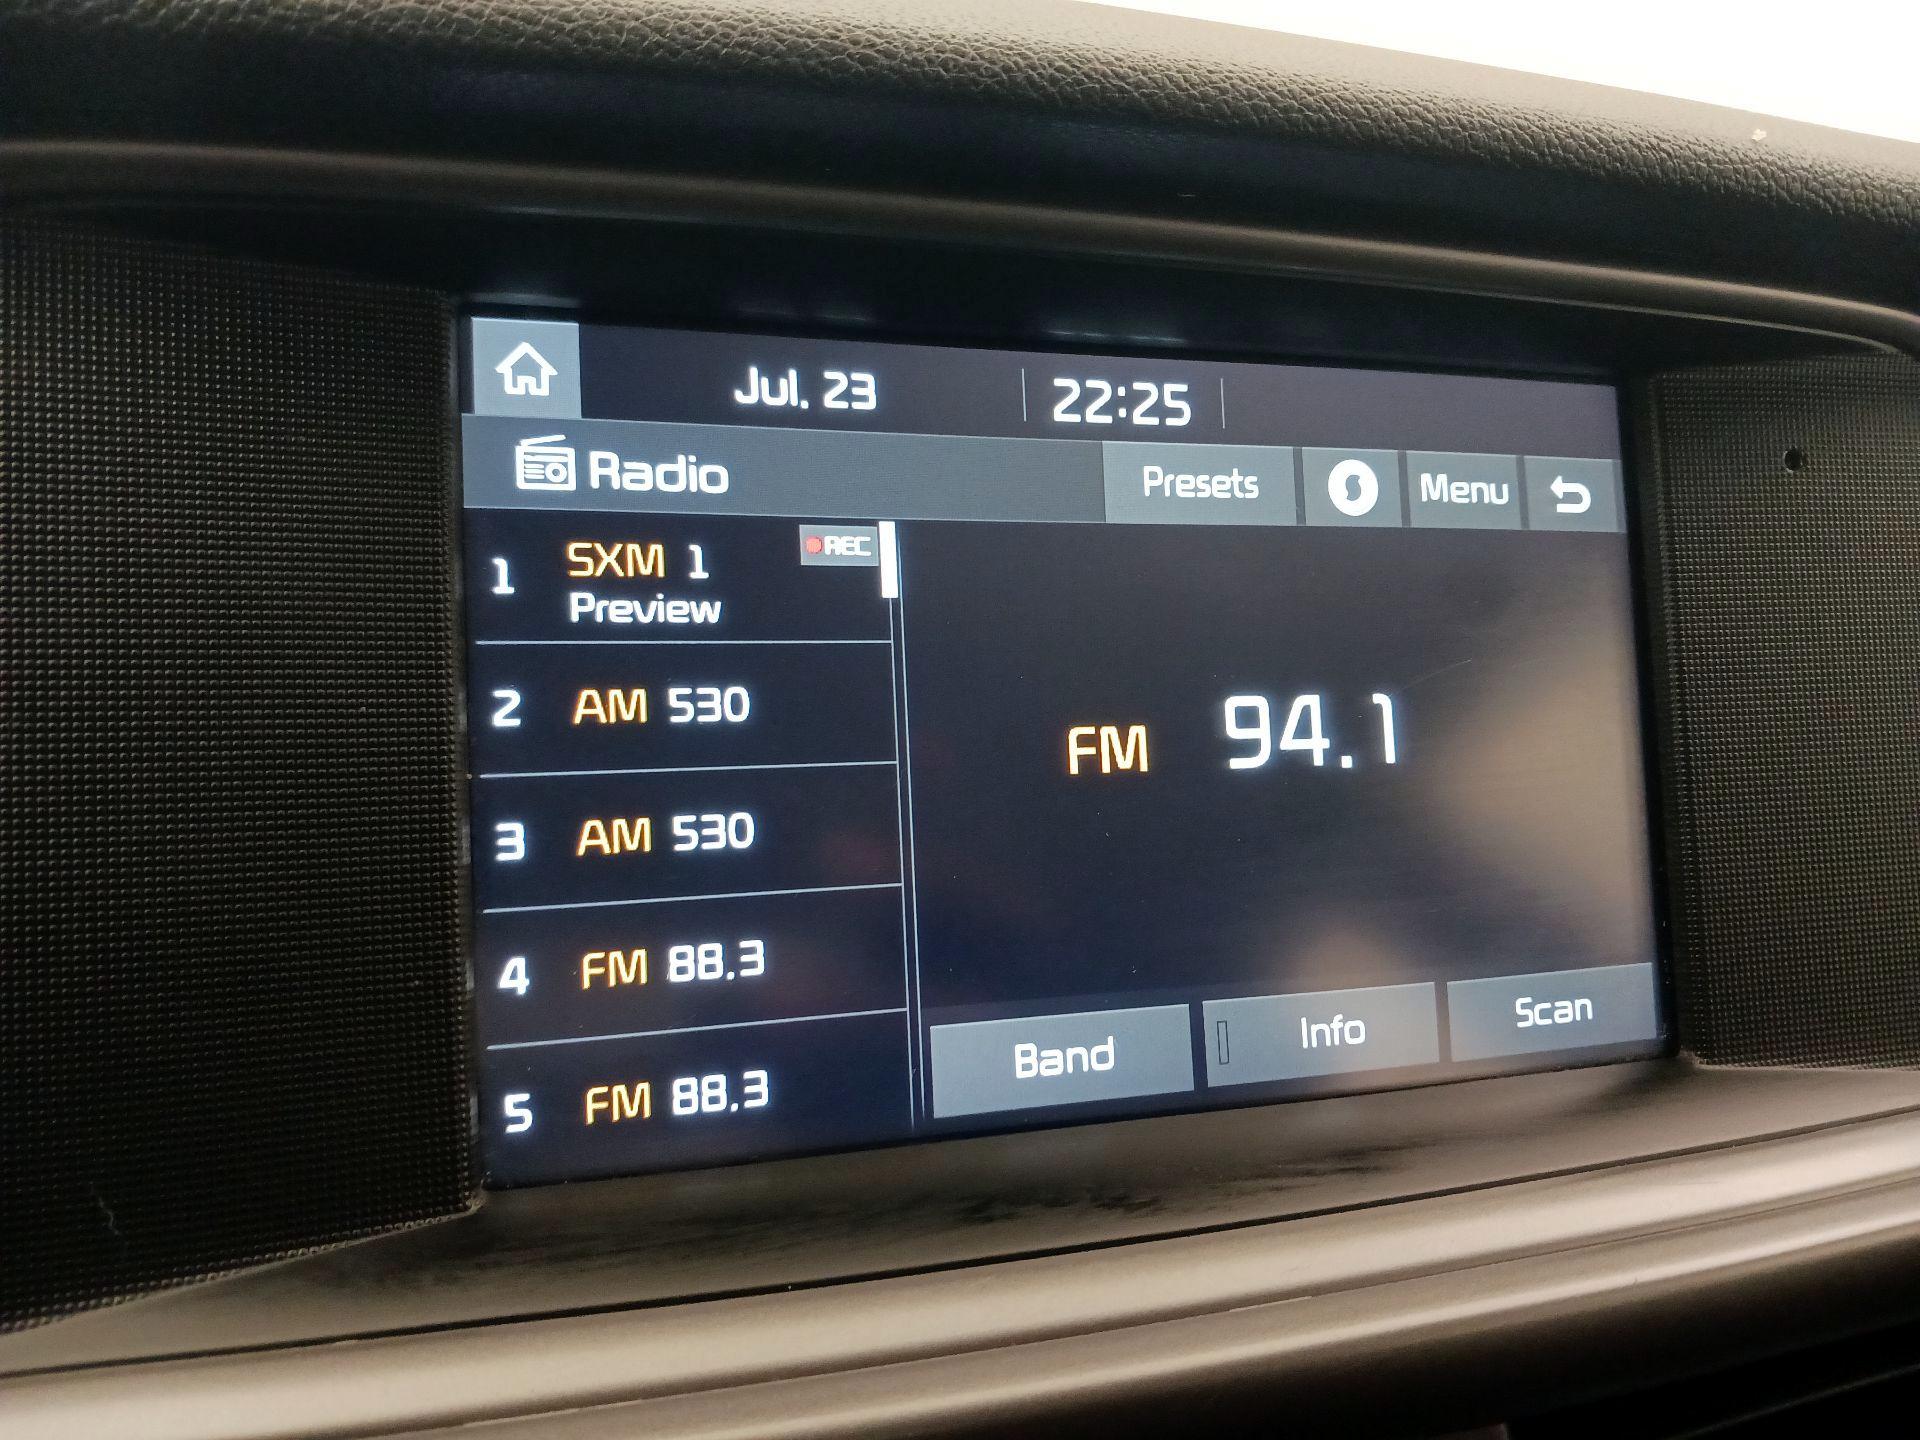 Jul. 23 22:25
Radio Presets Menu
1 SXM 1 REC
Preview
2 AM 530
3 AM 530
4 FM 88.3
5 FM 88.3
FM 94.1
Band Info Scan